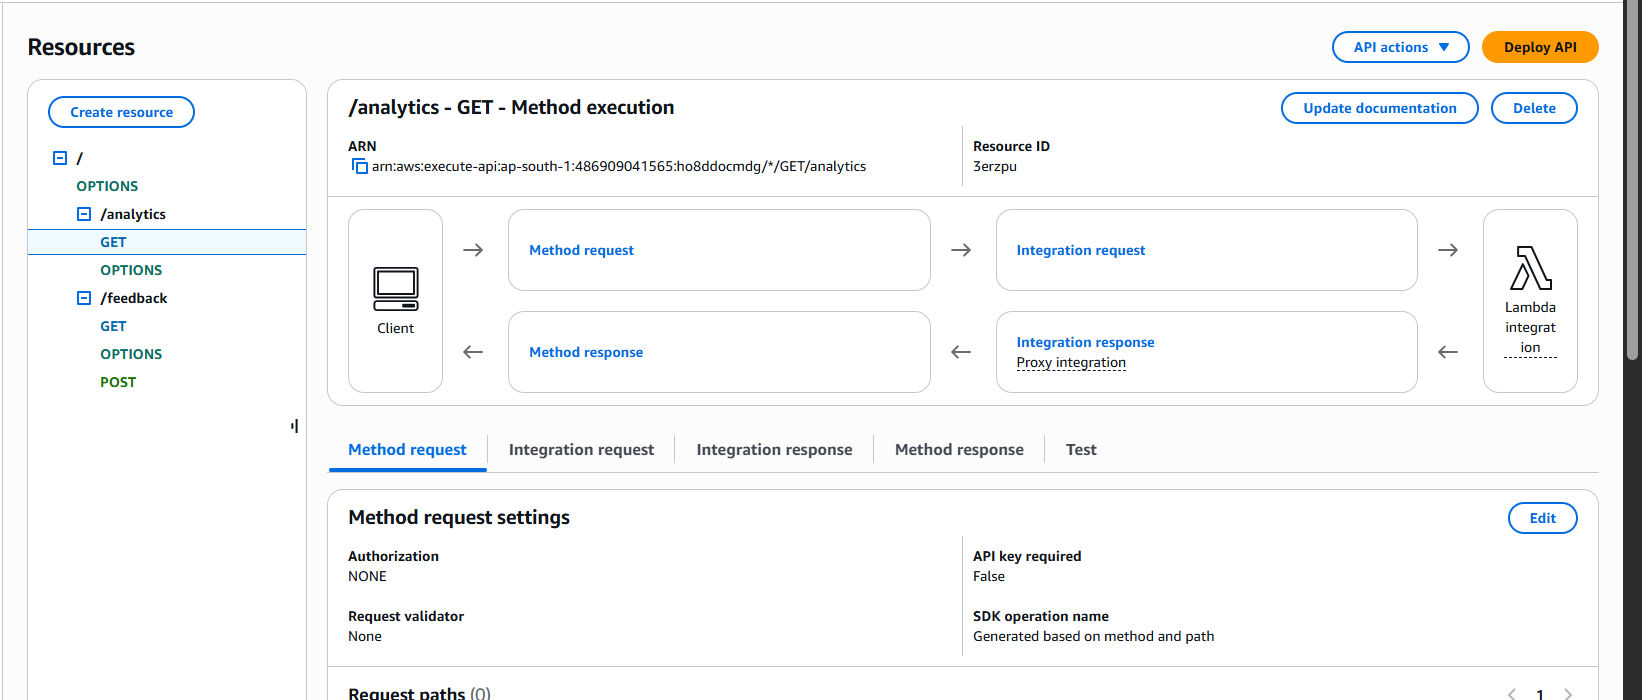 Resources
API actions
Deploy API
Create resource
/
OPTIONS
/analytics
GET
OPTIONS
/feedback
GET
OPTIONS
POST
/analytics - GET - Method execution
Update documentation
Delete
ARN
arn:aws:execute-api:ap-south-1:486909041565:ho8ddocmdg/*/GET/analytics
Resource ID
3erzpu
Client
Method request
Integration request
Method response
Integration response
Proxy integration
Lambda
integrat
ion
Method request
Integration request
Integration response
Method response
Test
Method request settings
Edit
Authorization
NONE
API key required
False
Request validator
None
SDK operation name
Generated based on method and path
Request paths (0)
1